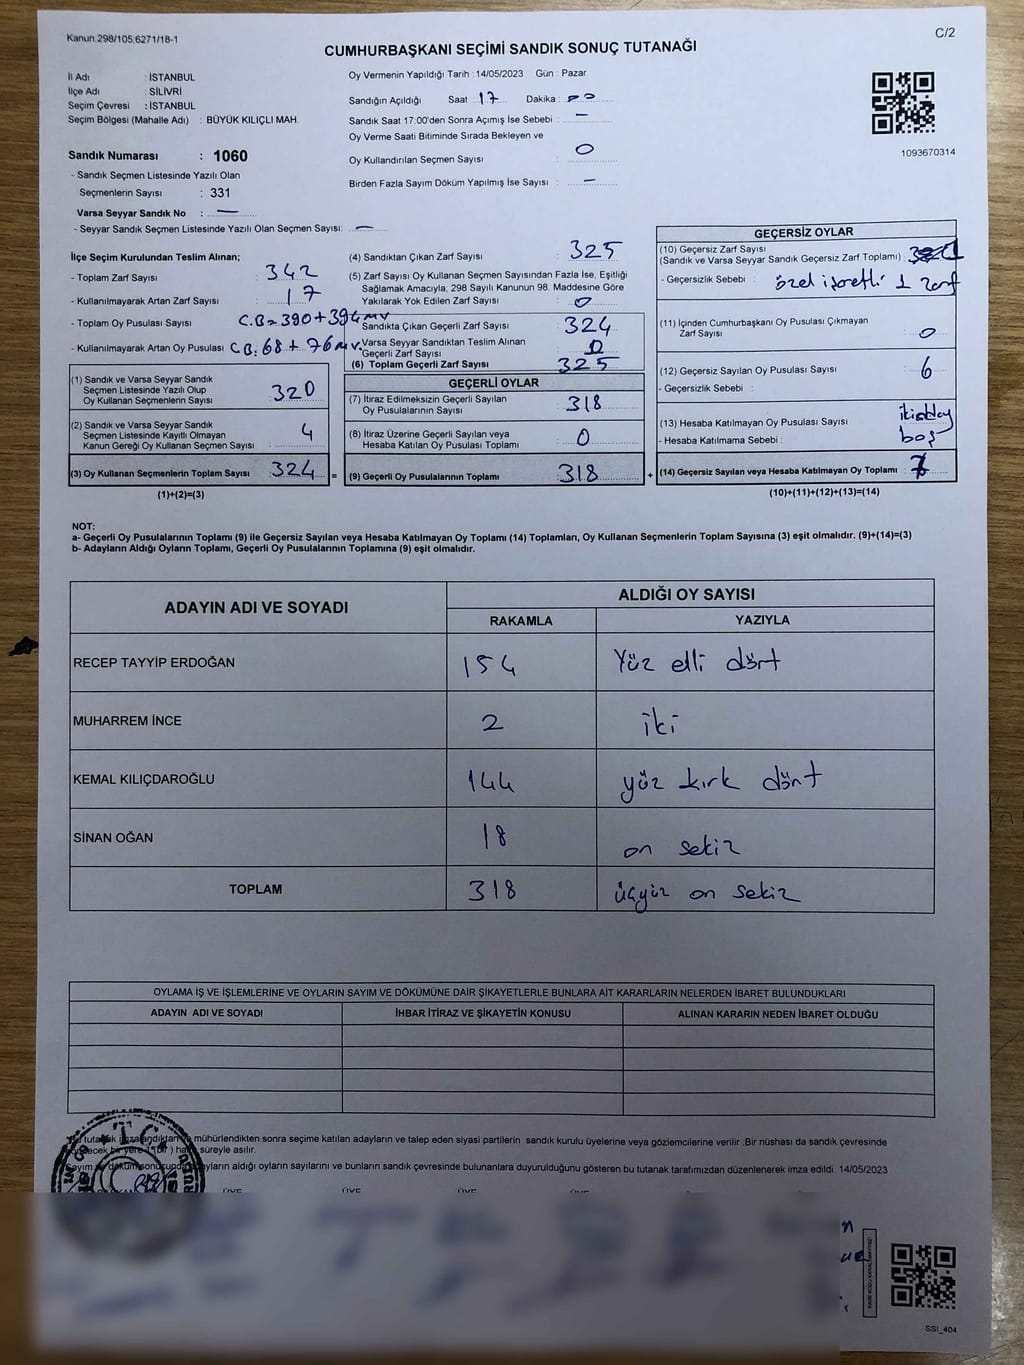 Kanun:298/105,6271/18-1
C/2
CUMHURBAŞKANI SEÇİMİ SANDIK SONUÇ TUTANAĞI
İl Adı : İSTANBUL
İlçe Adı : SİLİVRİ
Seçim Çevresi : İSTANBUL
Seçim Bölgesi (Mahalle Adı) : BÜYÜK KILIÇLI MAH.
Sandık Numarası : 1060
- Sandık Seçmen Listesinde Yazılı Olan
Seçmenlerin Sayısı : 331
Varsa Seyyar Sandık No : —
- Seyyar Sandık Seçmen Listesinde Yazılı Olan Seçmen Sayısı: —
Oy Vermenin Yapıldığı Tarih : 14/05/2023 Gün : Pazar
Sandığın Açıldığı Saat : 17 Dakika : 00
Sandık Saat 17:00'den Sonra Açımış İse Sebebi : —
Oy Verme Saati Bitiminde Sırada Bekleyen ve
Oy Kullandırılan Seçmen Sayısı : 0
Birden Fazla Sayım Döküm Yapılmış İse Sayısı : —
1093670314
İlçe Seçim Kurulundan Teslim Alınan;
- Toplam Zarf Sayısı : 342
- Kullanılmayarak Artan Zarf Sayısı : 17
- Toplam Oy Pusulası Sayısı C.B=390+394 MV
- Kullanılmayarak Artan Oy Pusulası C.B:68+76 M.V.
(1) Sandık ve Varsa Seyyar Sandık
Seçmen Listesinde Yazılı Olup
Oy Kullanan Seçmenlerin Sayısı : 320
(2) Sandık ve Varsa Seyyar Sandık
Seçmen Listesinde Kayıtlı Olmayan
Kanun Gereği Oy Kullanan Seçmen Sayısı : 4
(3) Oy Kullanan Seçmenlerin Toplam Sayısı : 324 =
(1)+(2)=(3)
(4) Sandıktan Çıkan Zarf Sayısı : 325
(5) Zarf Sayısı Oy Kullanan Seçmen Sayısından Fazla İse, Eşitliği
Sağlamak Amacıyla, 298 Sayılı Kanunun 98. Maddesine Göre
Yakılarak Yok Edilen Zarf Sayısı : 0
Sandıkta Çıkan Geçerli Zarf Sayısı : 324
Varsa Seyyar Sandıktan Teslim Alınan
Geçerli Zarf Sayısı : 0
(6) Toplam Geçerli Zarf Sayısı : 325
GEÇERLİ OYLAR
(7) İtiraz Edilmeksizin Geçerli Sayılan
Oy Pusulalarının Sayısı : 318
(8) İtiraz Üzerine Geçerli Sayılan veya
Hesaba Katılan Oy Pusulası Toplamı : 0
(9) Geçerli Oy Pusulalarının Toplamı : 318 +
GEÇERSİZ OYLAR
(10) Geçersiz Zarf Sayısı
(Sandık ve Varsa Seyyar Sandık Geçersiz Zarf Toplamı) : 1
- Geçersizlik Sebebi : özel işaretli 1 zarf
(11) İçinden Cumhurbaşkanı Oy Pusulası Çıkmayan
Zarf Sayısı : 0
(12) Geçersiz Sayılan Oy Pusulası Sayısı : 6
- Geçersizlik Sebebi :
(13) Hesaba Katılmayan Oy Pusulası Sayısı :
- Hesaba Katılmama Sebebi : boş
(14) Geçersiz Sayılan veya Hesaba Katılmayan Oy Toplamı : 7
(10)+(11)+(12)+(13)=(14)
NOT:
a- Geçerli Oy Pusulalarının Toplamı (9) ile Geçersiz Sayılan veya Hesaba Katılmayan Oy Toplamı (14) Toplamları, Oy Kullanan Seçmenlerin Toplam Sayısına (3) eşit olmalıdır. (9)+(14)=(3)
b- Adayların Aldığı Oyların Toplamı, Geçerli Oy Pusulalarının Toplamına (9) eşit olmalıdır.
ADAYIN ADI VE SOYADI ALDIĞI OY SAYISI
RAKAMLA YAZIYLA
RECEP TAYYİP ERDOĞAN 154 Yüz elli dört
MUHARREM İNCE 2 iki
KEMAL KILIÇDAROĞLU 144 yüz kırk dört
SİNAN OĞAN 18 on sekiz
TOPLAM 318 üçyüz on sekiz
OYLAMA İŞ VE İŞLEMLERİNE VE OYLARIN SAYIM VE DÖKÜMÜNE DAİR ŞİKAYETLERLE BUNLARA AİT KARARLARIN NELERDEN İBARET BULUNDUKLARI
ADAYIN ADI VE SOYADI İHBAR İTİRAZ VE ŞİKAYETİN KONUSU ALINAN KARARIN NEDEN İBARET OLDUĞU
mühürlendikten sonra seçime katılan adayların ve talep eden siyasi partilerin sandık kurulu üyelerine veya gözlemcilerine verilir .Bir nüshası da sandık çevresinde
süreyle asılır.
adayların aldığı oyların sayılarını ve bunların sandık çevresinde bulunanlara duyurulduğunu gösteren bu tutanak tarafımızdan düzenlenerek imza edildi. 14/05/2023
ÜYE ÜYE ÜYE ÜYE
SSI_404